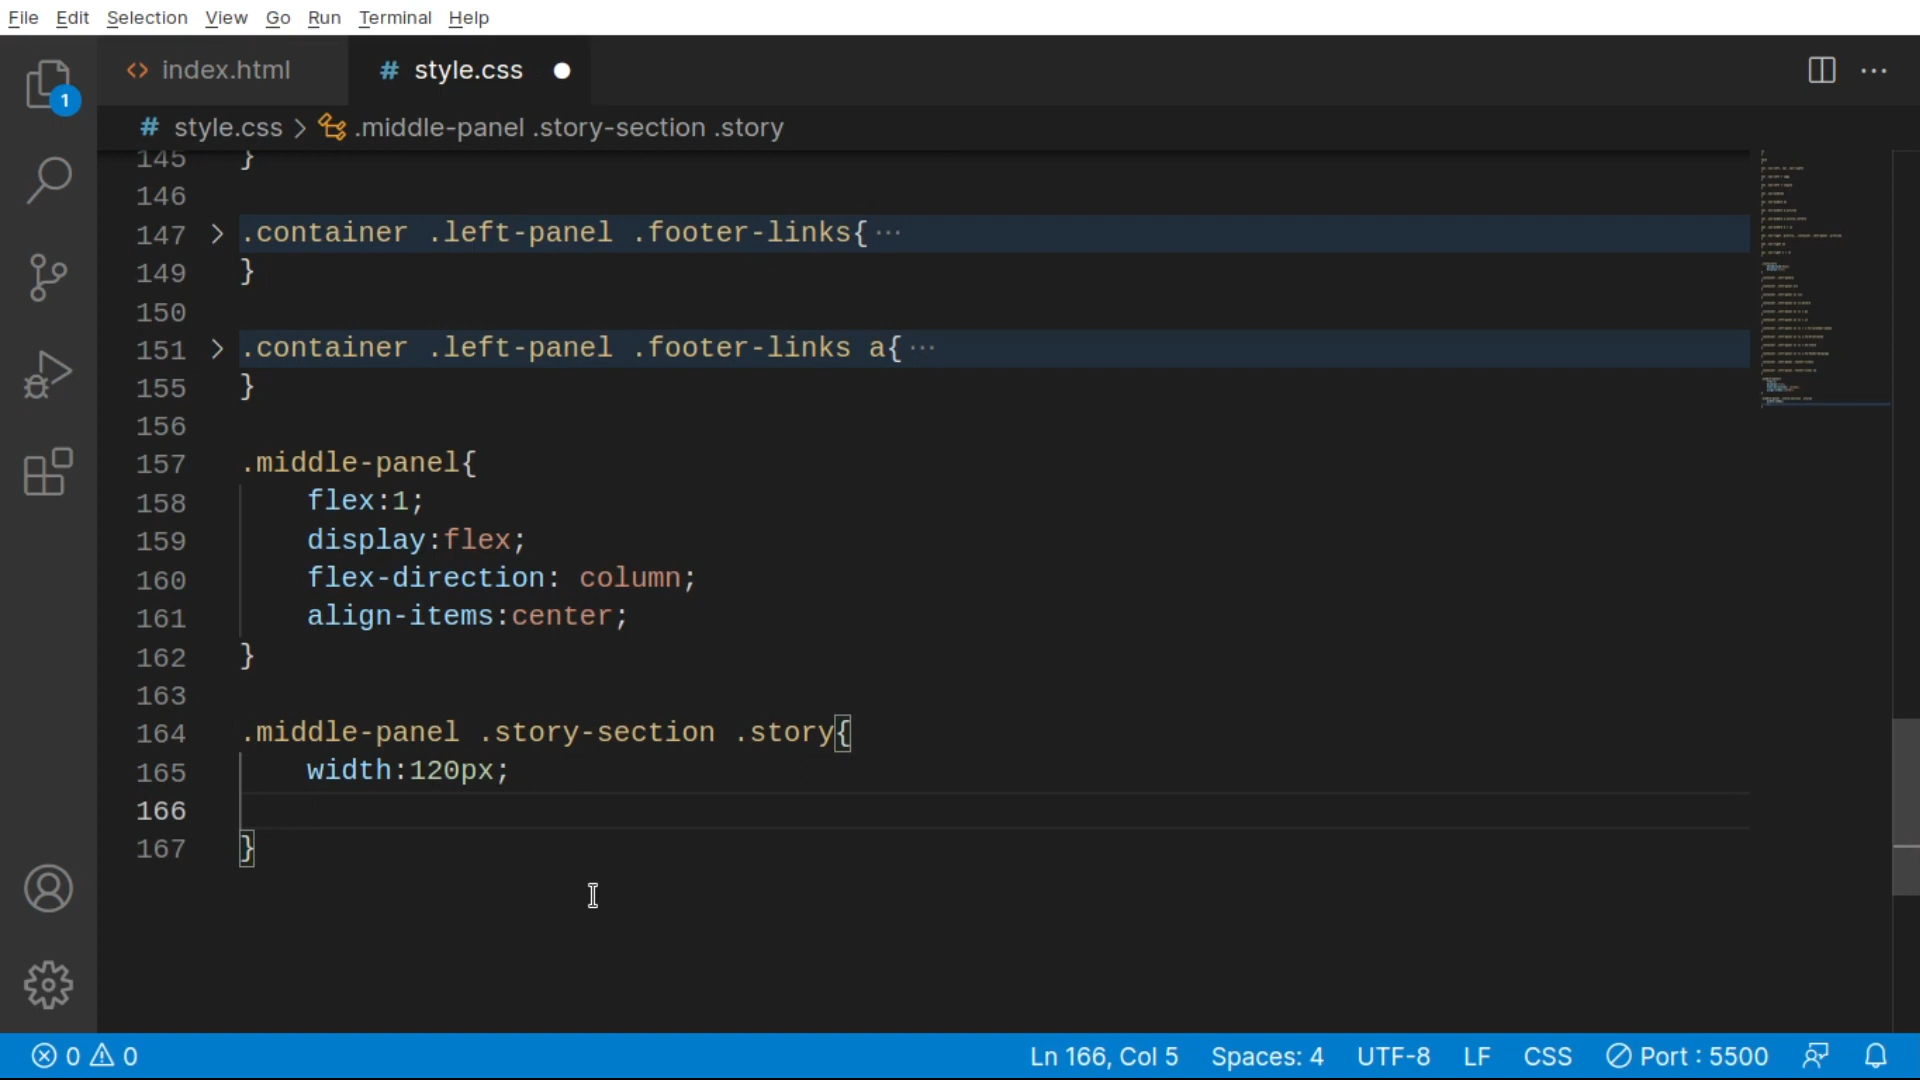 File Edit Selection View Go Run Terminal Help
<> index.html # style.css
1
# style.css > .middle-panel .story-section .story
145 }
146
147 > .container .left-panel .footer-links{ ···
149 }
150
151 > .container .left-panel .footer-links a{ ···
155 }
156
157 .middle-panel{
158 flex:1;
159 display:flex;
160 flex-direction: column;
161 align-items:center;
162 }
163
164 .middle-panel .story-section .story{
165 width:120px;
166
167 }
0 0 Ln 166, Col 5 Spaces: 4 UTF-8 LF CSS Port : 5500